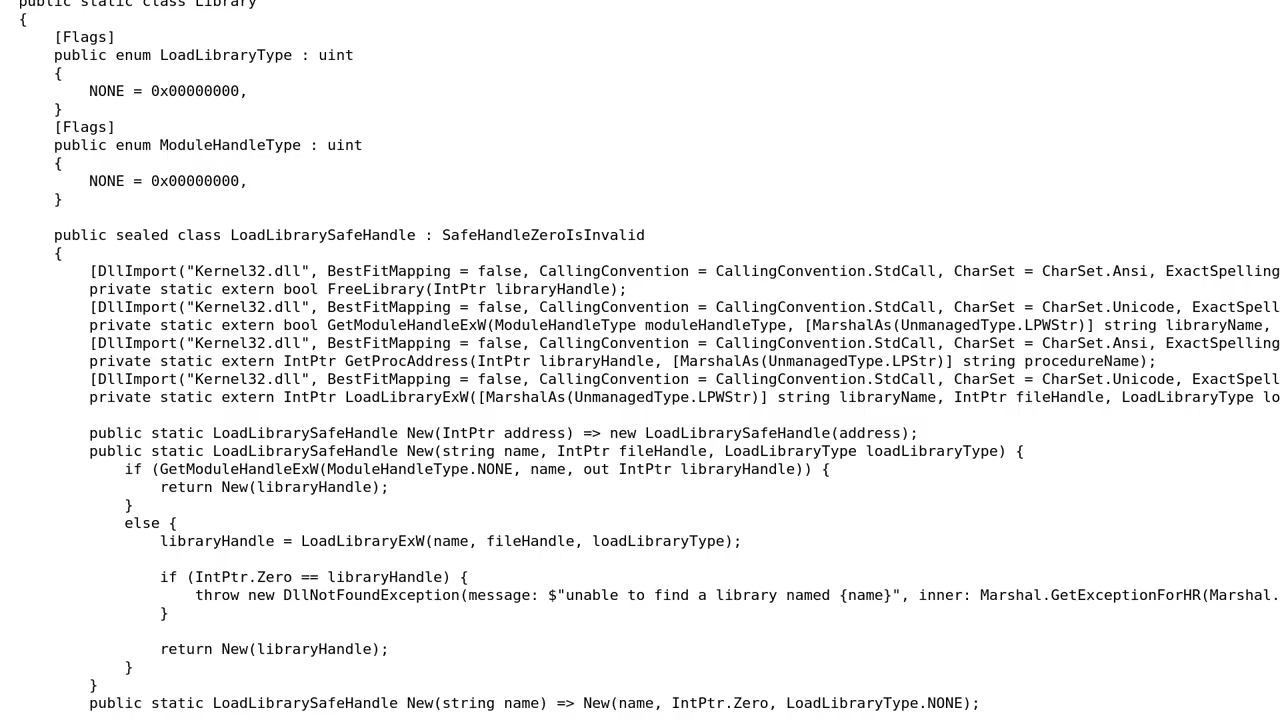 public static class Library
{
    [Flags]
    public enum LoadLibraryType : uint
    {
        NONE = 0x00000000,
    }
    [Flags]
    public enum ModuleHandleType : uint
    {
        NONE = 0x00000000,
    }

    public sealed class LoadLibrarySafeHandle : SafeHandleZeroIsInvalid
    {
        [DllImport("Kernel32.dll", BestFitMapping = false, CallingConvention = CallingConvention.StdCall, CharSet = CharSet.Ansi, ExactSpelling
        private static extern bool FreeLibrary(IntPtr libraryHandle);
        [DllImport("Kernel32.dll", BestFitMapping = false, CallingConvention = CallingConvention.StdCall, CharSet = CharSet.Unicode, ExactSpell
        private static extern bool GetModuleHandleExW(ModuleHandleType moduleHandleType, [MarshalAs(UnmanagedType.LPWStr)] string libraryName,
        [DllImport("Kernel32.dll", BestFitMapping = false, CallingConvention = CallingConvention.StdCall, CharSet = CharSet.Ansi, ExactSpelling
        private static extern IntPtr GetProcAddress(IntPtr libraryHandle, [MarshalAs(UnmanagedType.LPStr)] string procedureName);
        [DllImport("Kernel32.dll", BestFitMapping = false, CallingConvention = CallingConvention.StdCall, CharSet = CharSet.Unicode, ExactSpell
        private static extern IntPtr LoadLibraryExW([MarshalAs(UnmanagedType.LPWStr)] string libraryName, IntPtr fileHandle, LoadLibraryType lo

        public static LoadLibrarySafeHandle New(IntPtr address) => new LoadLibrarySafeHandle(address);
        public static LoadLibrarySafeHandle New(string name, IntPtr fileHandle, LoadLibraryType loadLibraryType) {
            if (GetModuleHandleExW(ModuleHandleType.NONE, name, out IntPtr libraryHandle)) {
                return New(libraryHandle);
            }
            else {
                libraryHandle = LoadLibraryExW(name, fileHandle, loadLibraryType);

                if (IntPtr.Zero == libraryHandle) {
                    throw new DllNotFoundException(message: $"unable to find a library named {name}", inner: Marshal.GetExceptionForHR(Marshal.
                }

                return New(libraryHandle);
            }
        }
        public static LoadLibrarySafeHandle New(string name) => New(name, IntPtr.Zero, LoadLibraryType.NONE);